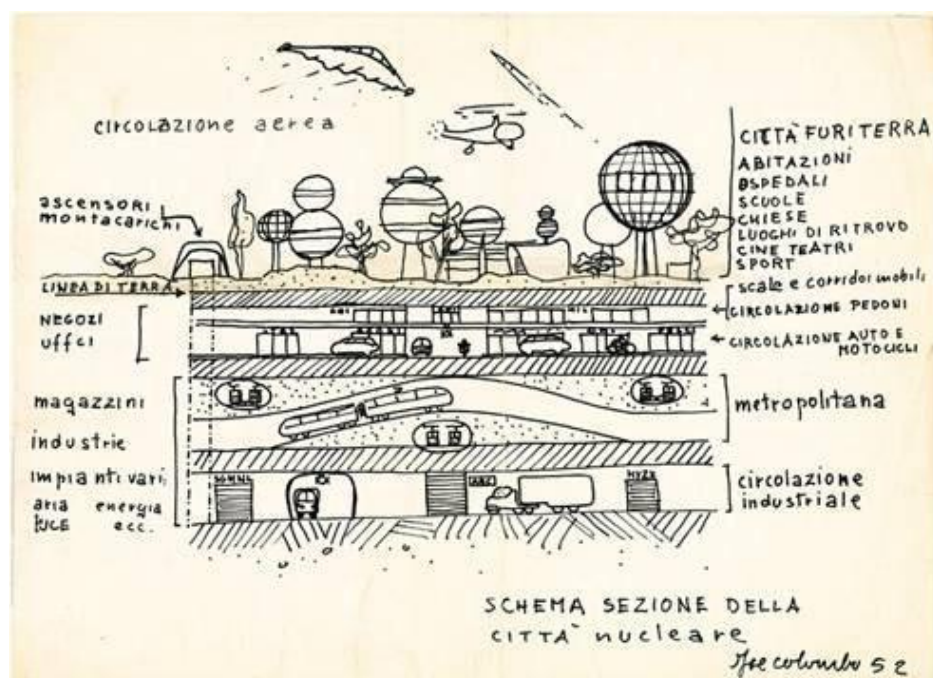 circolazione aerea
ascensori
montacarichi
LINEA DI TERRA
NEGOZI
uffci
magazzini
industrie
impianti vari
aria energia
LUCE ecc.
CITTÀ FURITERRA
ABITAZIONI
OSPEDALI
SCUOLE
CHIESE
LUOGHI DI RITROVO
CINE TEATRI
SPORT
scale e corridoi mobili
CIRCOLAZIONE PEDONI
CIRCOLAZIONE AUTO E
MOTOCICLI
metropolitana
circolazione
industriale
SCHEMA SEZIONE DELLA
CITTÀ nucleare
Joe colombo 52